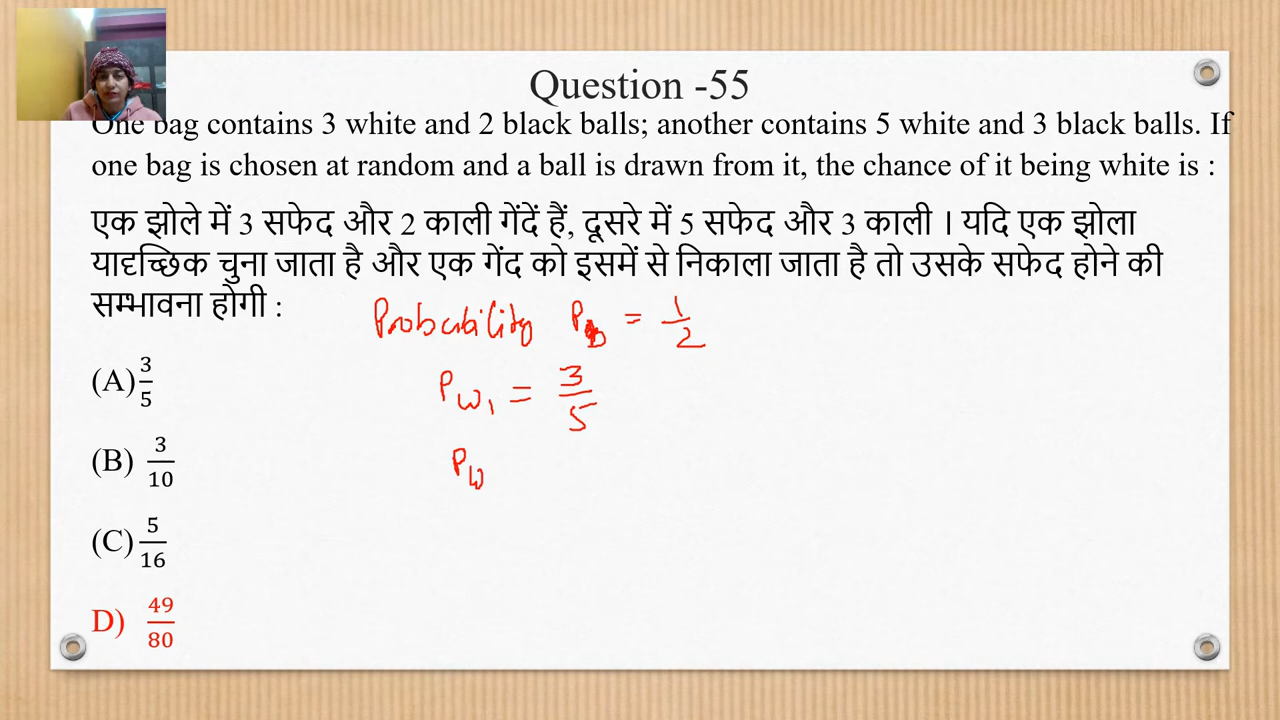 Question -55
One bag contains 3 white and 2 black balls; another contains 5 white and 3 black balls. If
one bag is chosen at random and a ball is drawn from it, the chance of it being white is :
एक झोले में 3 सफेद और 2 काली गेंदें हैं, दूसरे में 5 सफेद और 3 काली । यदि एक झोला
यादृच्छिक चुना जाता है और एक गेंद को इसमें से निकाला जाता है तो उसके सफेद होने की
सम्भावना होगी :
Probability P_B = 1/2
(A) 3/5
P_W1 = 3/5
(B) 3/10
P_W
(C) 5/16
D) 49/80